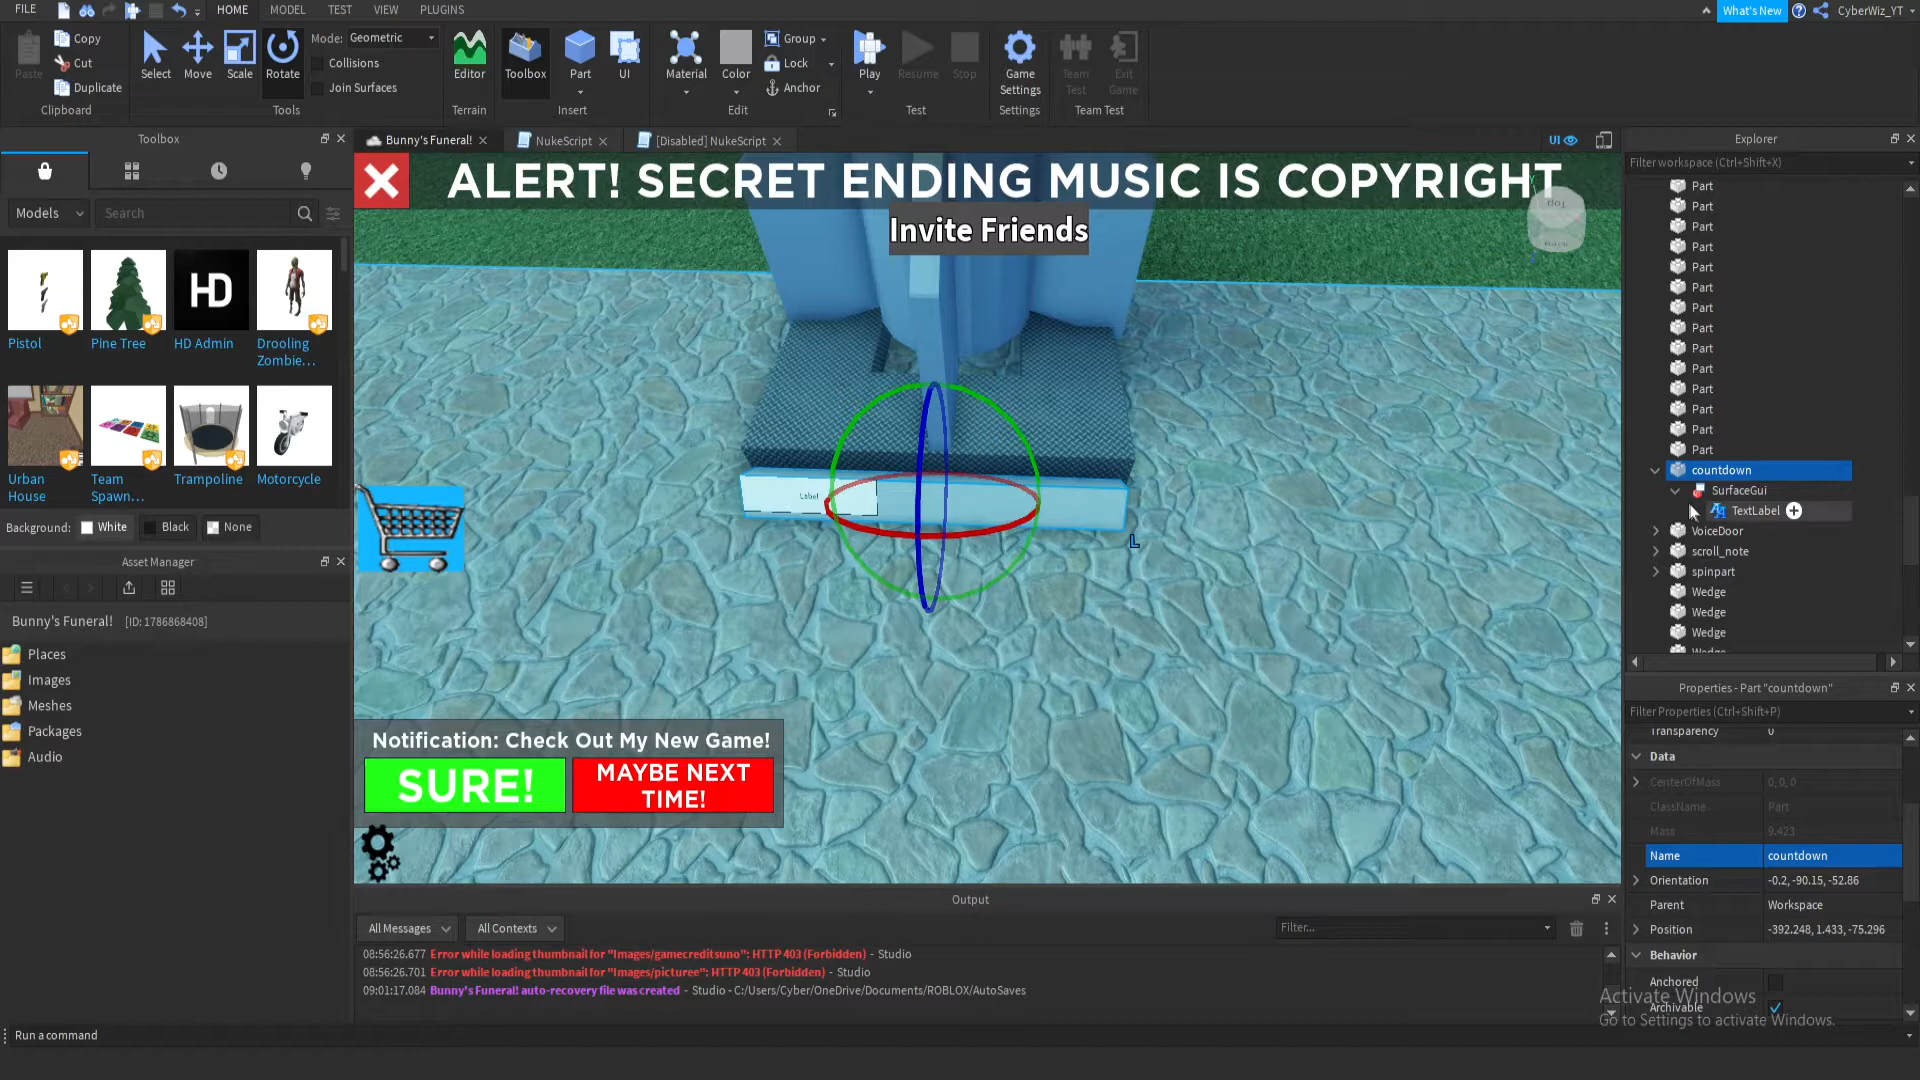 FILE HOME MODEL TEST VIEW PLUGINS What's New CyberWiz_YT
Paste Copy Cut Duplicate Clipboard
Select Move Scale Rotate Mode: Geometric Collisions Join Surfaces Tools
Editor Terrain
Toolbox Part UI Insert
Material Color Group Lock Anchor Edit
Play Resume Stop Test
Game Settings Settings
Team Test Exit Game Team Test
Toolbox
Models Search
Pistol Pine Tree HD Admin Drooling Zombie...
HD
Urban House Team Spawn... Trampoline Motorcycle
Background: White Black None
Asset Manager
Bunny's Funeral! [ID: 1786868408]
Places
Images
Meshes
Packages
Audio
Bunny's Funeral! NukeScript [Disabled] NukeScript UI
ALERT! SECRET ENDING MUSIC IS COPYRIGHT
Invite Friends
Top
Label
Notification: Check Out My New Game!
SURE!
MAYBE NEXT
TIME!
Output
All Messages All Contexts Filter...
08:56:26.677 Error while loading thumbnail for "Images/gamecreditsuno": HTTP 403 (Forbidden) - Studio
08:56:26.701 Error while loading thumbnail for "Images/picturee": HTTP 403 (Forbidden) - Studio
09:01:17.084 Bunny's Funeral! auto-recovery file was created - Studio - C:/Users/Cyber/OneDrive/Documents/ROBLOX/AutoSaves
Run a command
Explorer
Filter workspace (Ctrl+Shift+X)
Part
Part
Part
Part
Part
Part
Part
Part
Part
Part
Part
Part
Part
Part
countdown
SurfaceGui
TextLabel
VoiceDoor
scroll_note
spinpart
Wedge
Wedge
Wedge
Wedge
Properties - Part "countdown"
Filter Properties (Ctrl+Shift+P)
Transparency 0
Data
CenterOfMass 0, 0, 0
ClassName Part
Mass 9.423
Name countdown
Orientation -0.2, -90.15, -52.86
Parent Workspace
Position -392.248, 1.433, -75.296
Behavior
Anchored
Archivable
Activate Windows
Go to Settings to activate Windows.